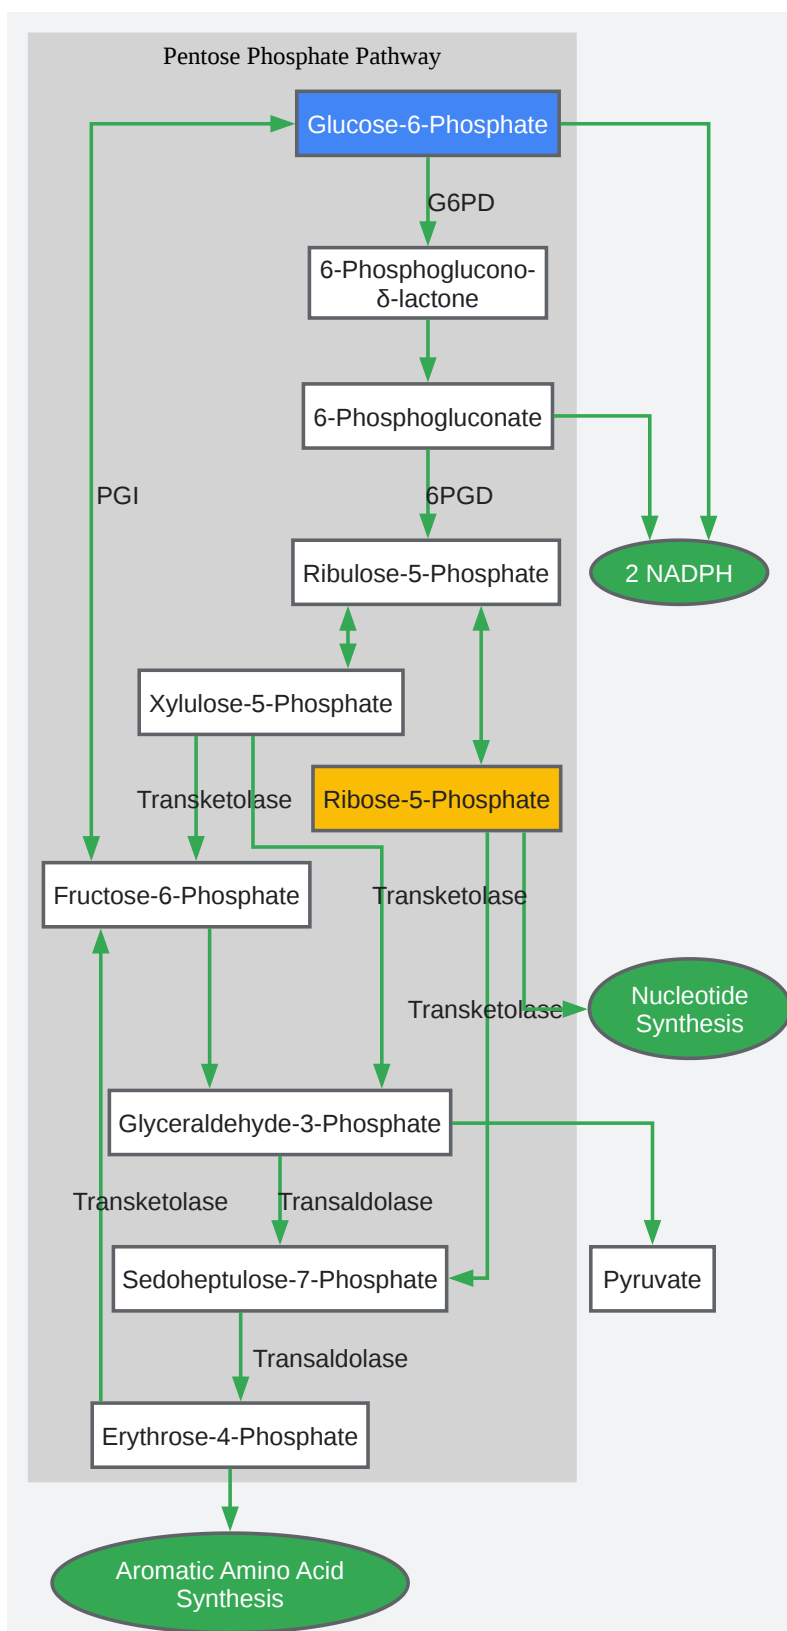 Pentose Phosphate Pathway
Glucose-6-Phosphate
G6PD
6-Phosphoglucono-
δ-lactone
6-Phosphogluconate
PGI
6PGD
Ribulose-5-Phosphate
2 NADPH
Xylulose-5-Phosphate
Transketolase
Ribose-5-Phosphate
Fructose-6-Phosphate
Transketolase
Transketolase
Nucleotide
Synthesis
Glyceraldehyde-3-Phosphate
Transketolase
Transaldolase
Sedoheptulose-7-Phosphate
Pyruvate
Transaldolase
Erythrose-4-Phosphate
Aromatic Amino Acid
Synthesis